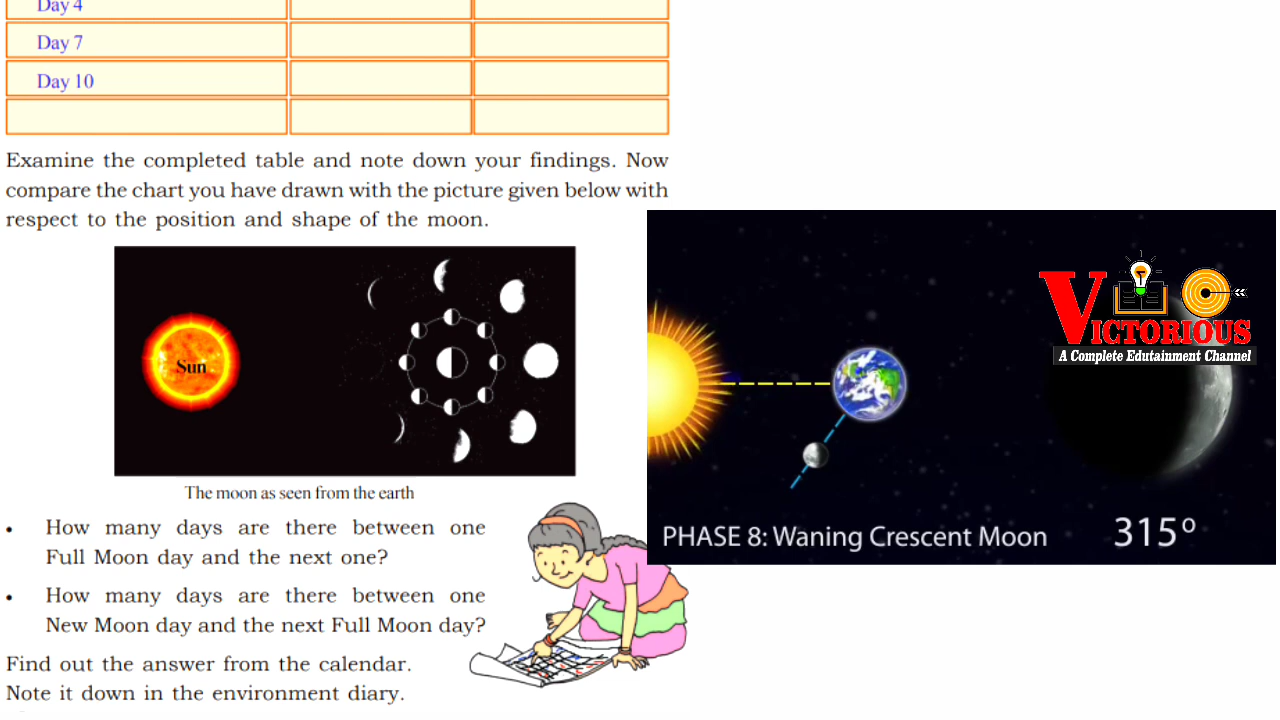 Day 4
Day 7
Day 10
Examine the completed table and note down your findings. Now
compare the chart you have drawn with the picture given below with
respect to the position and shape of the moon.
Sun
The moon as seen from the earth
• How many days are there between one
Full Moon day and the next one?
• How many days are there between one
New Moon day and the next Full Moon day?
Find out the answer from the calendar.
Note it down in the environment diary.
VICTORIOUS
A Complete Edutainment Channel
PHASE 8: Waning Crescent Moon 315°